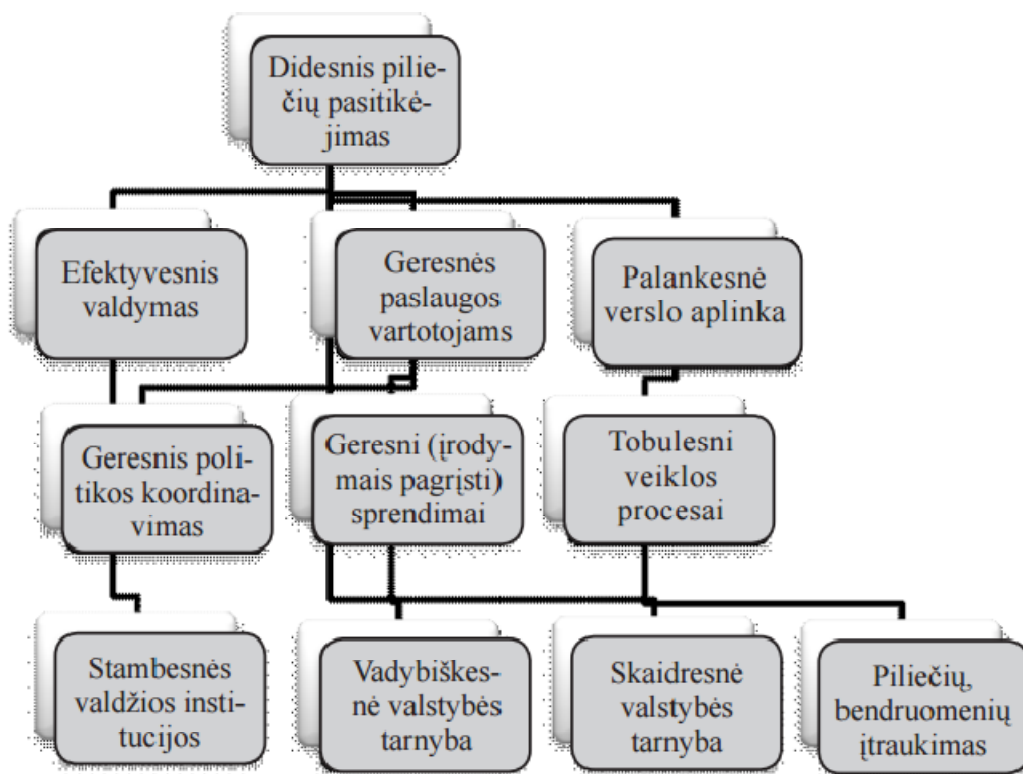 Didesnis pilie-
čių pasitikė-
jimas
Efektyvesnis
valdymas
Geresnės
paslaugos
vartotojams
Palankesnė
verslo aplinka
Geresnis poli-
tikos koordina-
vimas
Geresni (įrody-
mais pagrįsti)
sprendimai
Tobulesni
veiklos
procesai
Stambesnės
valdžios insti-
tucijos
Vadybiškes-
nė valstybės
tarnyba
Skaidresnė
valstybės
tarnyba
Piliečių,
bendruomenių
įtraukimas